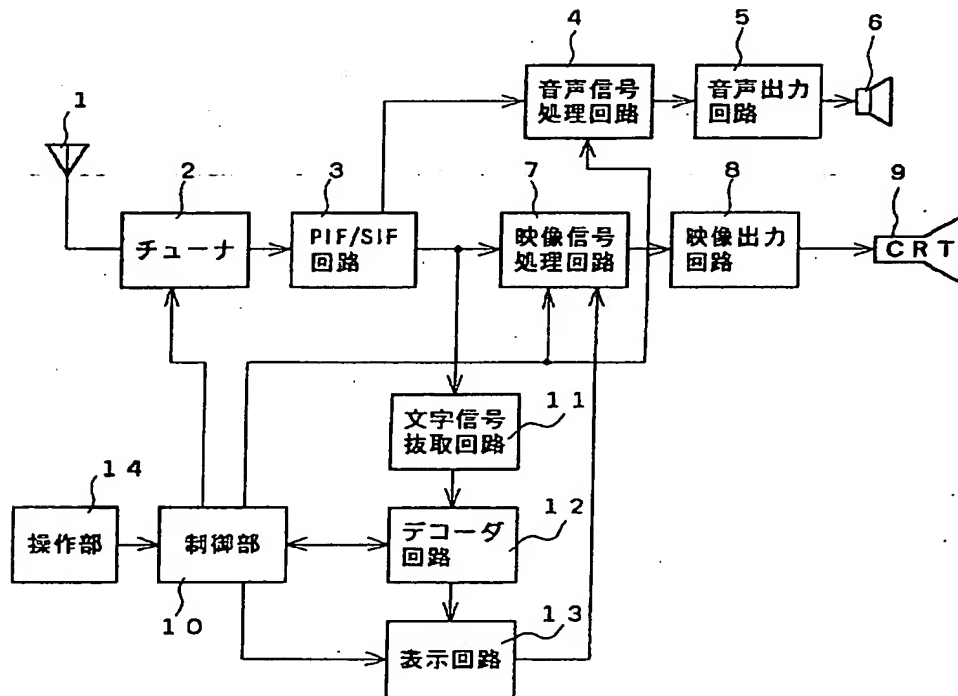 4
5
6
音声信号
処理回路
音声出力
回路
1
2
3
7
8
9
チューナ
PIF/SIF
回路
映像信号
処理回路
映像出力
回路
CRT
11
文字信号
抜取回路
14
12
操作部
制御部
デコーダ
回路
10
13
表示回路